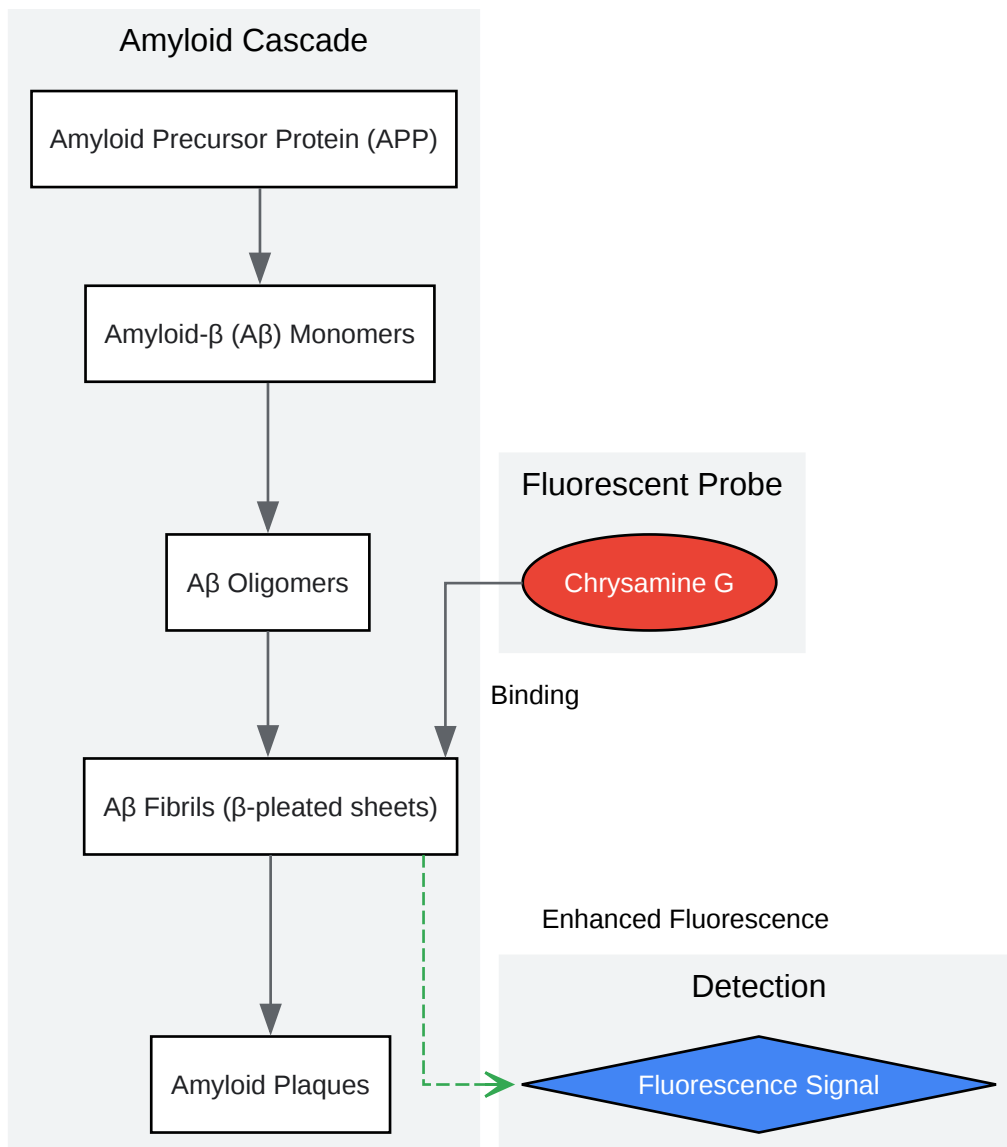 Amyloid Cascade
Amyloid Precursor Protein (APP)
Amyloid-β (Aβ) Monomers
Fluorescent Probe
Aβ Oligomers
Chrysamine G
Binding
Aβ Fibrils (β-pleated sheets)
Enhanced Fluorescence
Detection
Amyloid Plaques
Fluorescence Signal